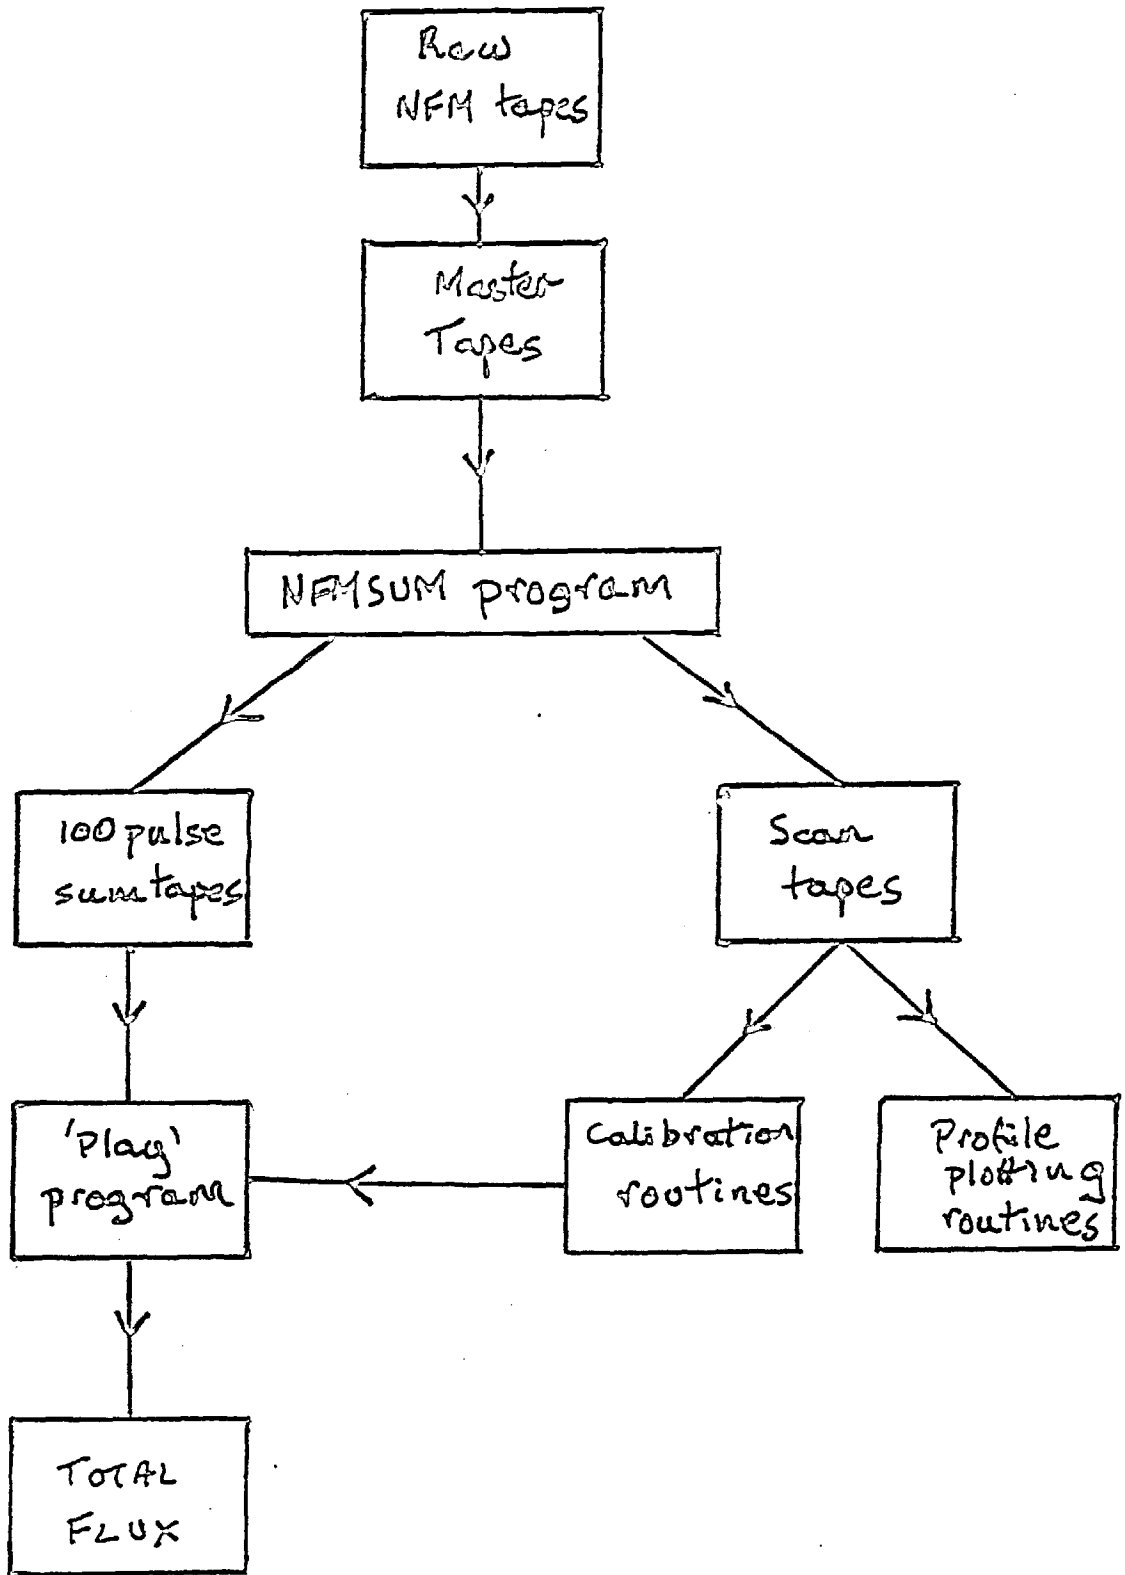 Raw
NFM tapes
Master
Tapes
NFMSUM program
100 pulse
sum tapes
Scan
tapes
'Play'
program
Calibration
routines
Profile
plotting
routines
TOTAL
FLUX